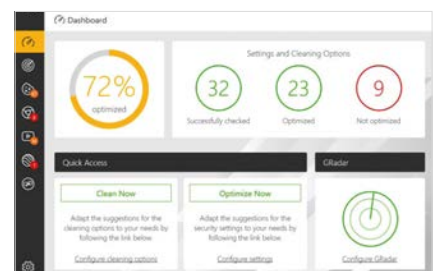 Dashboard
72%
optimized
Settings and Cleaning Options
32
23
9
Successfully checked
Optimized
Not optimized
Quick Access
GRadar
Clean Now
Optimize Now
Adapt the suggestions for the
cleaning options to your needs by
following the link below.
Configure cleaning options
Adapt the suggestions for the
security settings to your needs by
following the link below.
Configure settings
Configure GRadar